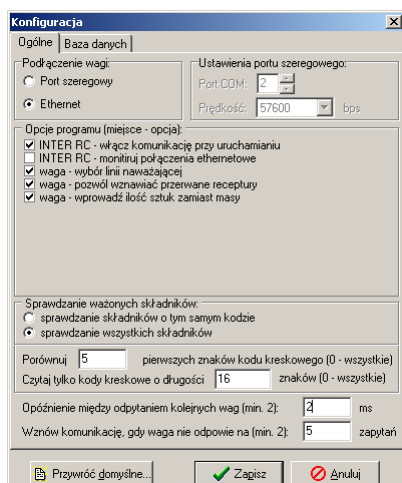 Konfiguracja
Ogólne Baza danych
Podłączenie wagi:
Port szeregowy
Ethernet
Ustawienia portu szeregowego:
Port COM: 2
Prędkość: 57600 bps
Opcje programu (miejsce - opcja):
INTER RC - włącz komunikację przy uruchamianiu
INTER RC - monitiruj połączenia ethernetowe
waga - wybór linii naważającej
waga - pozwól wznawiać przerwane receptury
waga - wprowadź ilość sztuk zamiast masy
Sprawdzanie ważonych składników:
sprawdzanie składników o tym samym kodzie
sprawdzanie wszystkich składników
Porównuj 5 pierwszych znaków kodu kreskowego (0 - wszystkie)
Czytaj tylko kody kreskowe o długości 16 znaków (0 - wszystkie)
Opóźnienie między odpytaniem kolejnych wag (min. 2): 2 ms
Wznów komunikację, gdy waga nie odpowie na (min. 2): 5 zapytań
Przywróć domyślne... Zapisz Anuluj